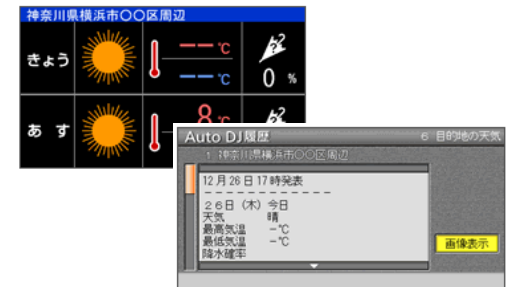 神奈川県横浜市〇〇区周辺
きょう
ーー℃
ーー℃
0 %
あ す
8℃
Auto DJ履歴
6 目的地の天気
1 神奈川県横浜市〇〇区周辺
12月26日17時発表
ーーーーーーーーーーーー
26日(木)今日
天気 晴
最高気温 -℃
最低気温 -℃
降水確率
画像表示